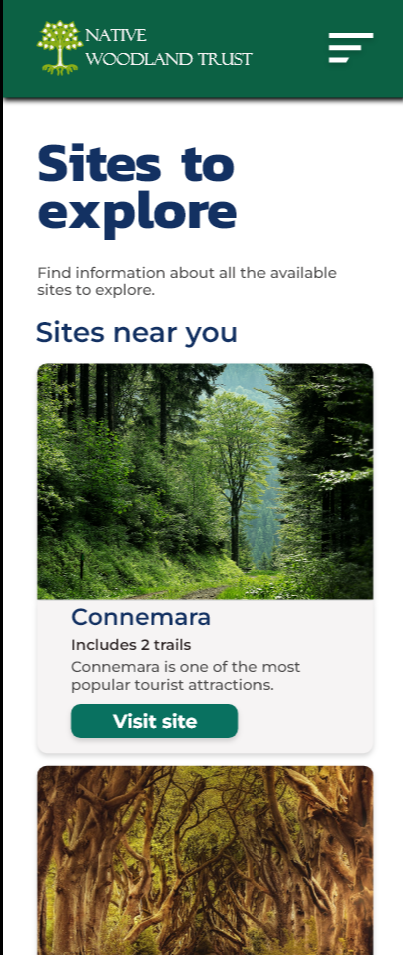 NATIVE
WOODLAND TRUST
Sites to
explore
Find information about all the available
sites to explore.
Sites near you
Connemara
Includes 2 trails
Connemara is one of the most
popular tourist attractions.
Visit site